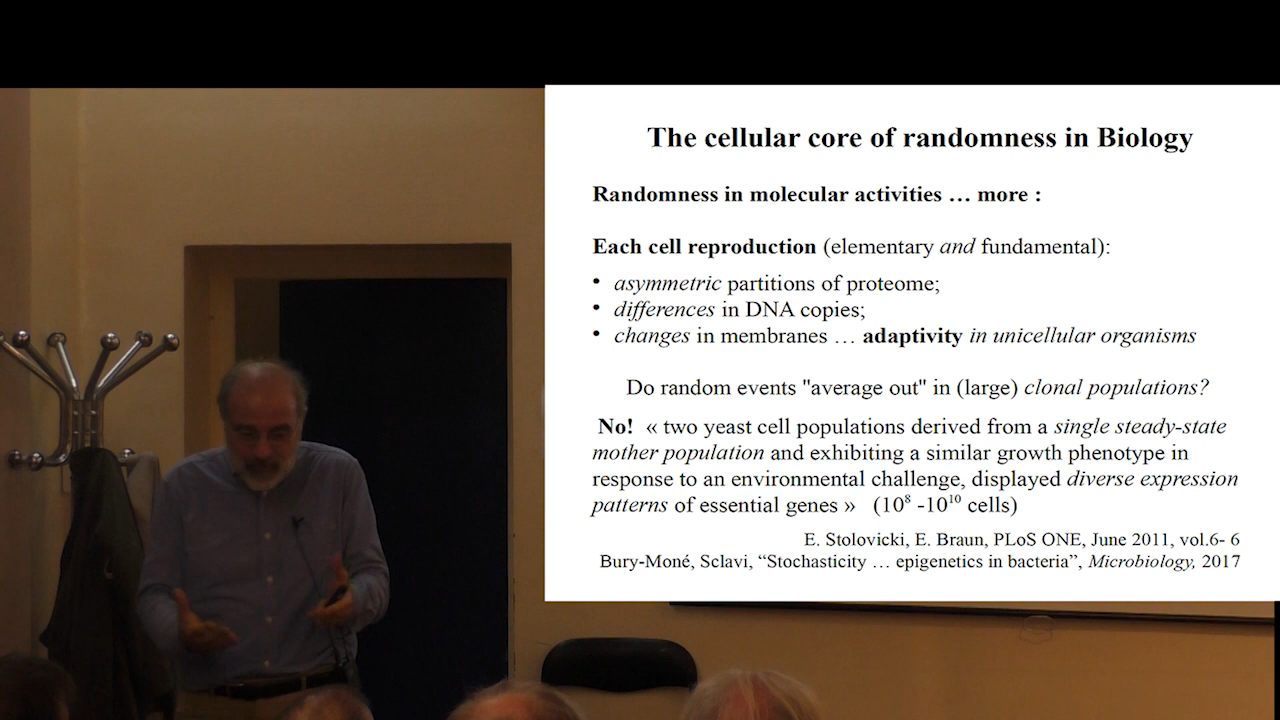 The cellular core of randomness in Biology
Randomness in molecular activities … more :
Each cell reproduction (elementary and fundamental):
• asymmetric partitions of proteome;
• differences in DNA copies;
• changes in membranes … adaptivity in unicellular organisms
Do random events "average out" in (large) clonal populations?
No! « two yeast cell populations derived from a single steady-state
mother population and exhibiting a similar growth phenotype in
response to an environmental challenge, displayed diverse expression
patterns of essential genes » (10⁸ -10¹⁰ cells)
E. Stolovicki, E. Braun, PLoS ONE, June 2011, vol.6- 6
Bury-Moné, Sclavi, “Stochasticity … epigenetics in bacteria”, Microbiology, 2017